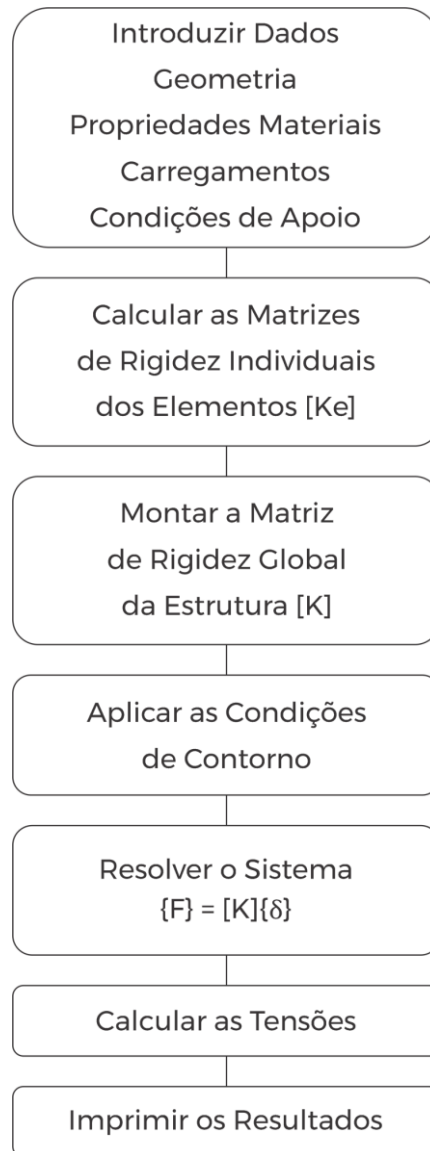 Introduzir Dados
Geometria
Propriedades Materiais
Carregamentos
Condições de Apoio
Calcular as Matrizes
de Rigidez Individuais
dos Elementos [Ke]
Montar a Matriz
de Rigidez Global
da Estrutura [K]
Aplicar as Condições
de Contorno
Resolver o Sistema
{F} = [K]{δ}
Calcular as Tensões
Imprimir os Resultados